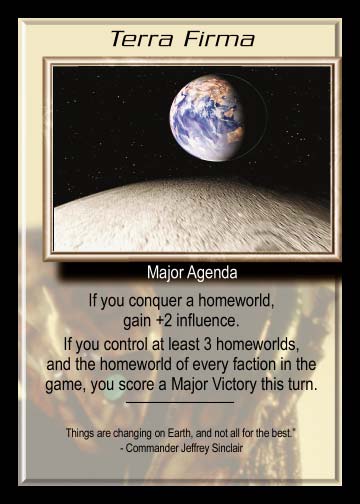 Terra Firma
Major Agenda
If you conquer a homeworld,
gain +2 influence.
If you control at least 3 homeworlds,
and the homeworld of every faction in the
game, you score a Major Victory this turn.
Things are changing on Earth, and not all for the best."
- Commander Jeffrey Sinclair